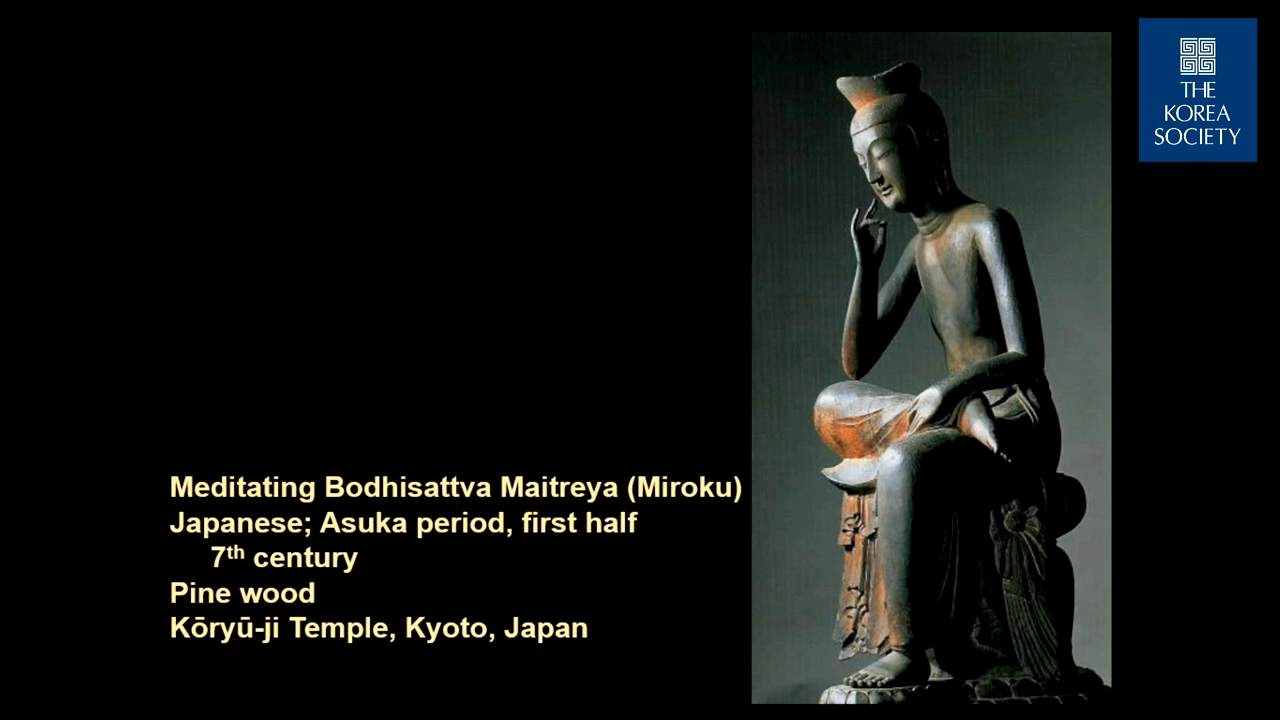 Meditating Bodhisattva Maitreya (Miroku)
Japanese; Asuka period, first half
7th century
Pine wood
Kōryū-ji Temple, Kyoto, Japan
THE
KOREA
SOCIETY